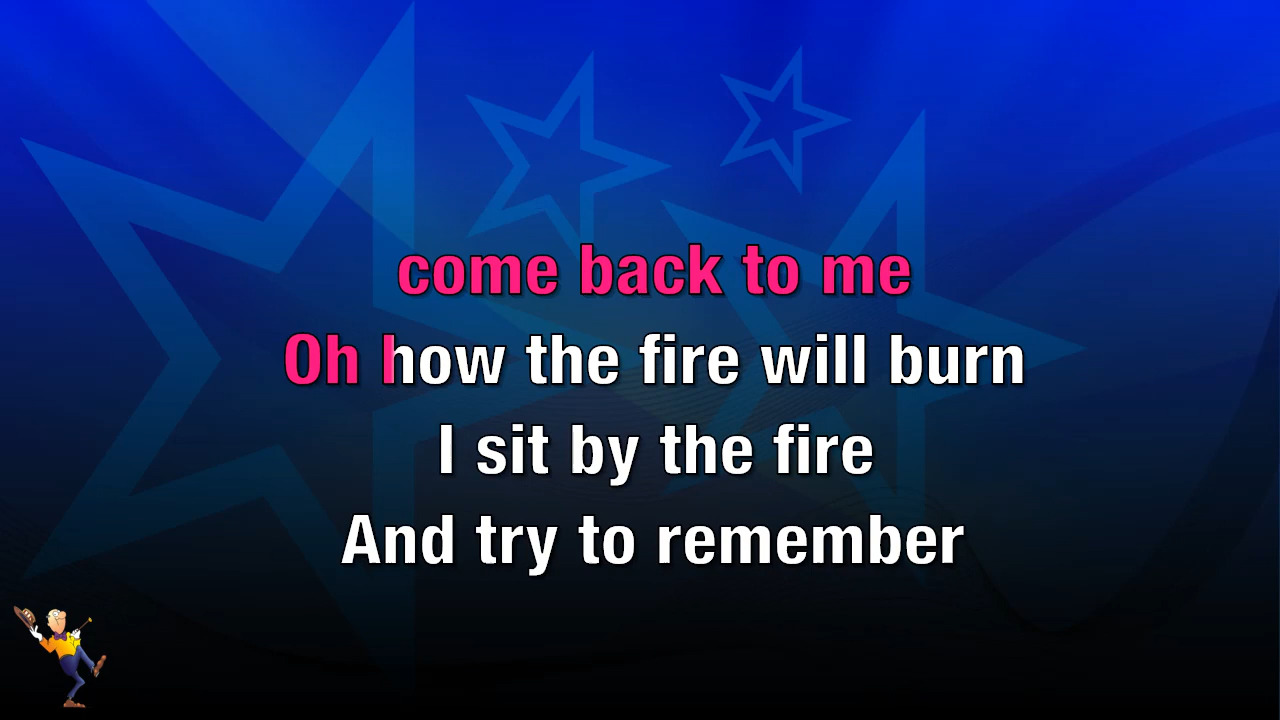 come back to me
Oh how the fire will burn
I sit by the fire
And try to remember